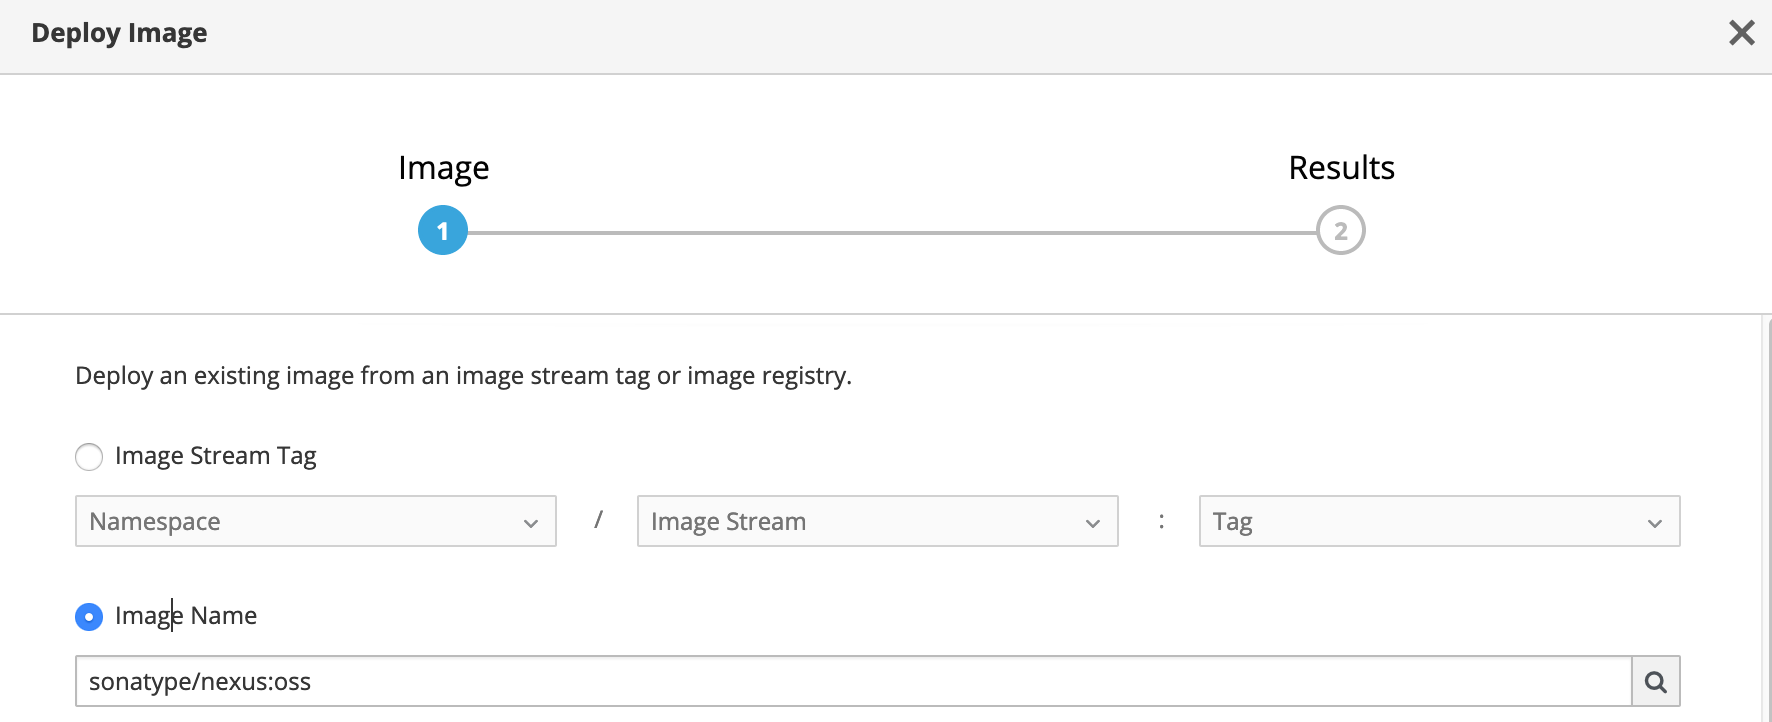 Deploy Image
Image
Results
1
2
Deploy an existing image from an image stream tag or image registry.
Image Stream Tag
Namespace / Image Stream : Tag
Image Name
sonatype/nexus:oss